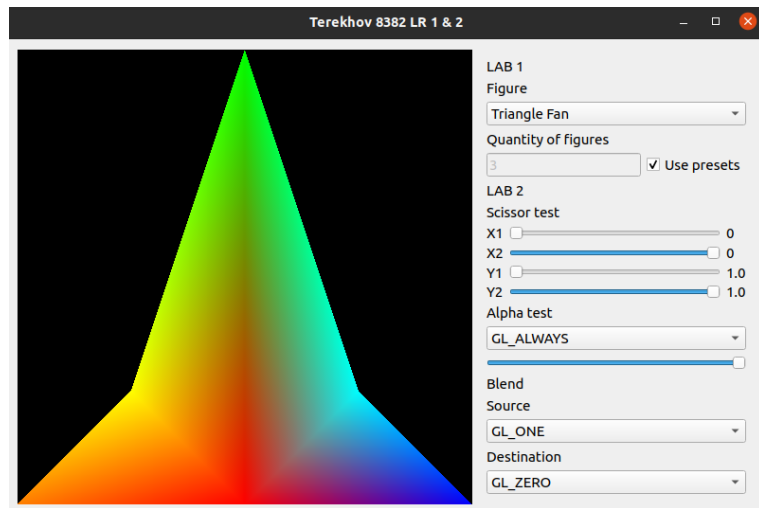 Terekhov 8382 LR 1 & 2
LAB 1
Figure
Triangle Fan
Quantity of figures
3
Use presets
LAB 2
Scissor test
X1 0
X2 0
Y1 1.0
Y2 1.0
Alpha test
GL_ALWAYS
Blend
Source
GL_ONE
Destination
GL_ZERO